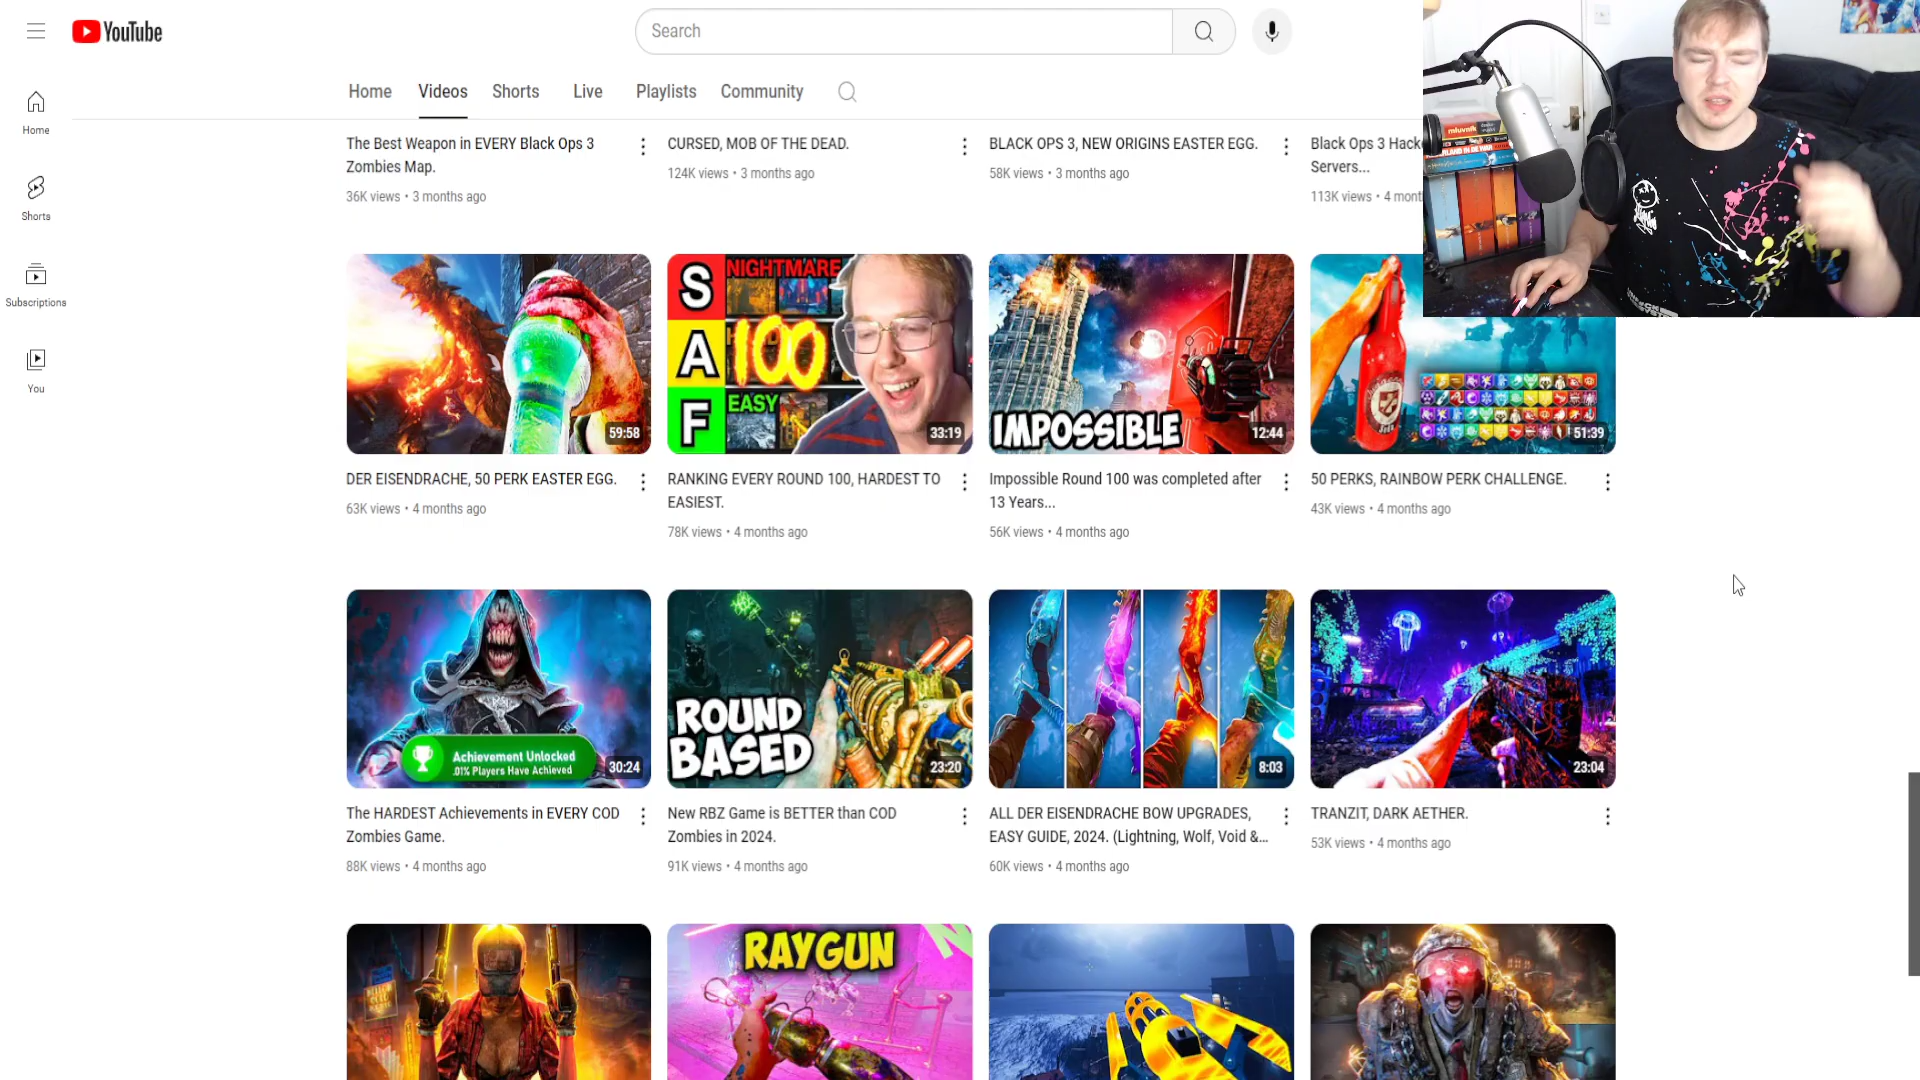 YouTube
Search
Home
Videos
Shorts
Live
Playlists
Community
Home
Shorts
Subscriptions
You
The Best Weapon in EVERY Black Ops 3
Zombies Map.
36K views • 3 months ago
CURSED, MOB OF THE DEAD.
124K views • 3 months ago
BLACK OPS 3, NEW ORIGINS EASTER EGG.
58K views • 3 months ago
Black Ops 3 Hack
Servers...
113K views • 4 mont
59:58
S
A
F
NIGHTMARE
100
EASY
33:19
IMPOSSIBLE
12:44
51:39
DER EISENDRACHE, 50 PERK EASTER EGG.
63K views • 4 months ago
RANKING EVERY ROUND 100, HARDEST TO
EASIEST.
78K views • 4 months ago
Impossible Round 100 was completed after
13 Years...
56K views • 4 months ago
50 PERKS, RAINBOW PERK CHALLENGE.
43K views • 4 months ago
Achievement Unlocked
.01% Players Have Achieved
30:24
ROUND
BASED
23:20
8:03
23:04
The HARDEST Achievements in EVERY COD
Zombies Game.
88K views • 4 months ago
New RBZ Game is BETTER than COD
Zombies in 2024.
91K views • 4 months ago
ALL DER EISENDRACHE BOW UPGRADES,
EASY GUIDE, 2024. (Lightning, Wolf, Void &...
60K views • 4 months ago
TRANZIT, DARK AETHER.
53K views • 4 months ago
RAYGUN